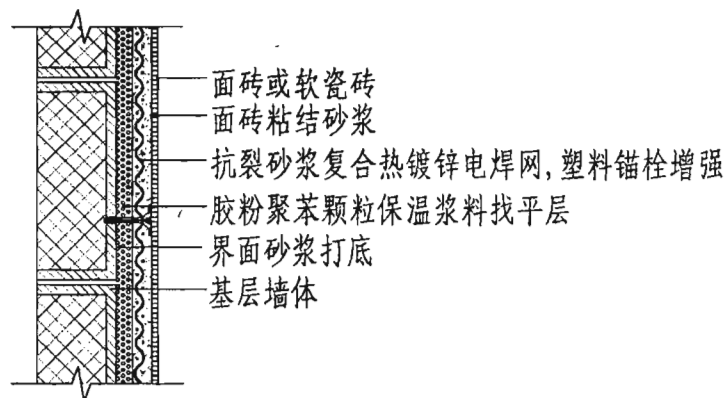 面砖或软瓷砖
面砖粘结砂浆
抗裂砂浆复合热镀锌电焊网,塑料锚栓增强
胶粉聚苯颗粒保温浆料找平层
界面砂浆打底
基层墙体